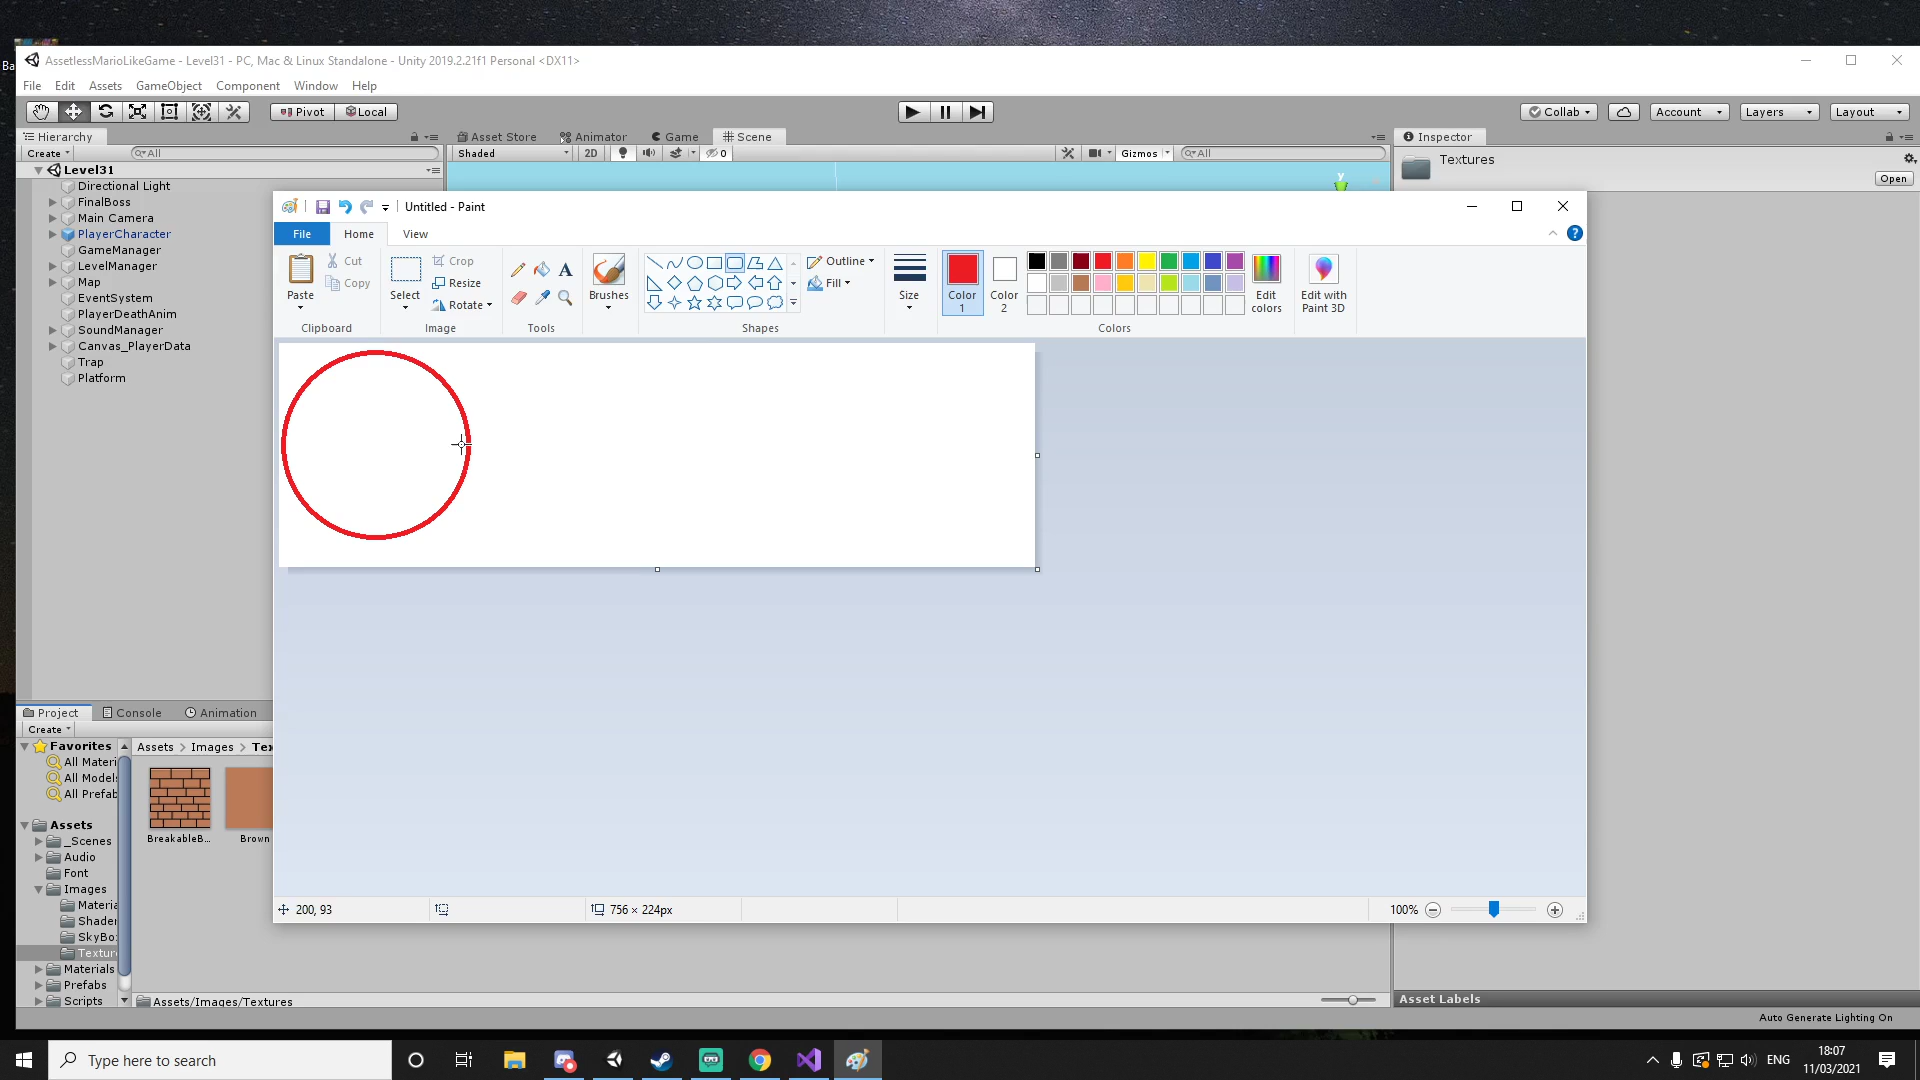 Ba
AssetlessMarioLikeGame - Level31 - PC, Mac & Linux Standalone - Unity 2019.2.21f1 Personal <DX11>
File Edit Assets GameObject Component Window Help
Pivot Local
Collab Account Layers Layout
Hierarchy
Asset Store Animator Game Scene
Inspector
Create All
Shaded 2D 0 Gizmos All
Textures
Open
Level31
Directional Light
FinalBoss
Main Camera
PlayerCharacter
GameManager
LevelManager
Map
EventSystem
PlayerDeathAnim
SoundManager
Canvas_PlayerData
Trap
Platform
y
Untitled - Paint
File Home View
Paste
Cut
Copy
Clipboard
Select
Crop
Resize
Rotate
Image
A
Tools
Brushes
Shapes
Outline
Fill
Size
Color 1
Color 2
Edit colors
Edit with Paint 3D
Colors
200, 93
756 × 224px
100%
Project Console Animation
Create
Favorites
All Materi
All Models
All Prefab
Assets
_Scenes
Audio
Font
Images
Materia
Shader
SkyBo
Textur
Materials
Prefabs
Scripts
Assets > Images > Tex
BreakableB...
Brown
Assets/Images/Textures
Asset Labels
Auto Generate Lighting On
Type here to search
ENG
18:07
11/03/2021